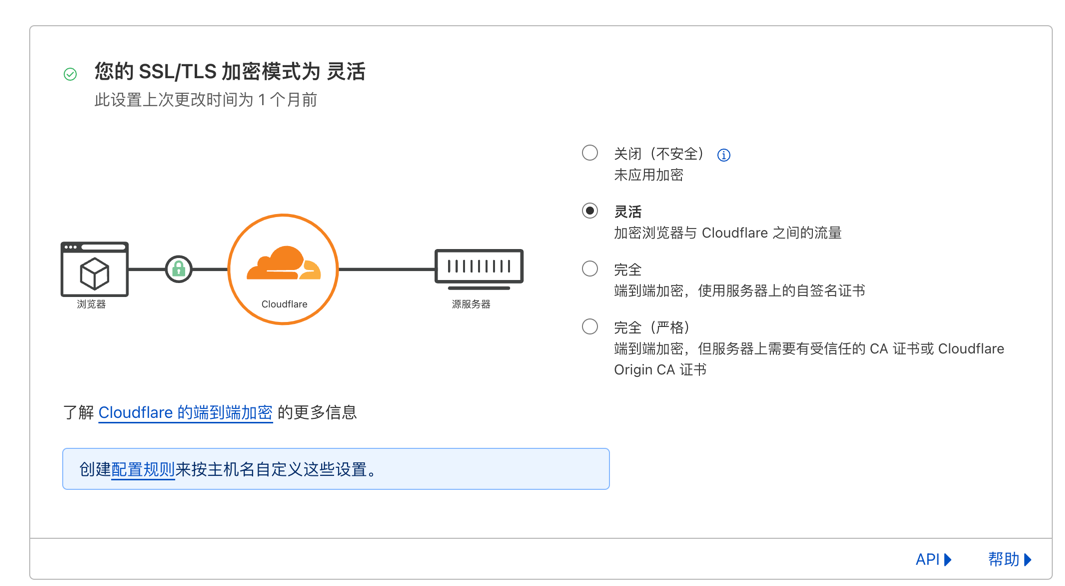 您的 SSL/TLS 加密模式为 灵活
此设置上次更改时间为 1 个月前
关闭（不安全）
未应用加密
灵活
加密浏览器与 Cloudflare 之间的流量
完全
端到端加密，使用服务器上的自签名证书
完全（严格）
端到端加密，但服务器上需要有受信任的 CA 证书或 Cloudflare
Origin CA 证书
浏览器
Cloudflare
源服务器
了解 Cloudflare 的端到端加密 的更多信息
创建配置规则来按主机名自定义这些设置。
API
帮助